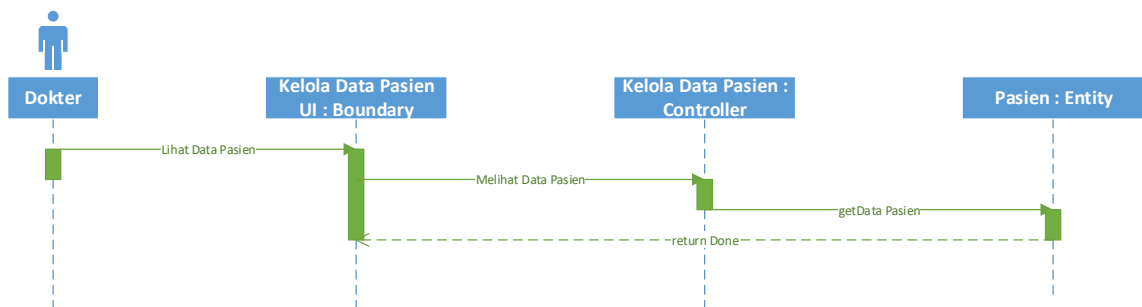 Dokter
Kelola Data Pasien
UI : Boundary
Kelola Data Pasien :
Controller
Pasien : Entity
Lihat Data Pasien
Melihat Data Pasien
getData Pasien
return Done